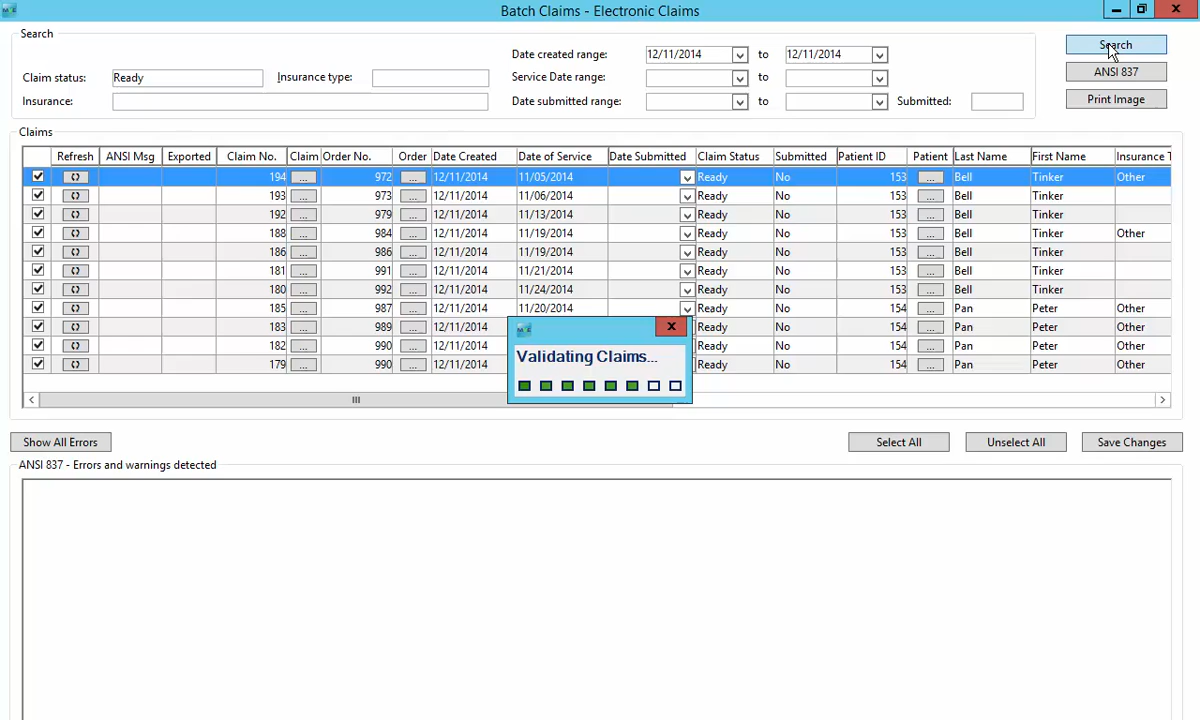 Batch Claims - Electronic Claims
Search
Claim status: Ready Insurance type:
Insurance:
Date created range: 12/11/2014 to 12/11/2014
Service Date range: to
Date submitted range: to Submitted:
Search
ANSI 837
Print Image
Claims
Refresh ANSI Msg Exported Claim No. Claim Order No. Order Date Created Date of Service Date Submitted Claim Status Submitted Patient ID Patient Last Name First Name Insurance T
194 ... 972 ... 12/11/2014 11/05/2014 Ready No 153 ... Bell Tinker Other
193 ... 973 ... 12/11/2014 11/06/2014 Ready No 153 ... Bell Tinker
192 ... 979 ... 12/11/2014 11/13/2014 Ready No 153 ... Bell Tinker
188 ... 984 ... 12/11/2014 11/19/2014 Ready No 153 ... Bell Tinker Other
186 ... 986 ... 12/11/2014 11/19/2014 Ready No 153 ... Bell Tinker
181 ... 991 ... 12/11/2014 11/21/2014 Ready No 153 ... Bell Tinker
180 ... 992 ... 12/11/2014 11/24/2014 Ready No 153 ... Bell Tinker
185 ... 987 ... 12/11/2014 11/20/2014 Ready No 154 ... Pan Peter Other
183 ... 989 ... 12/11/2014 Ready No 154 ... Pan Peter Other
182 ... 990 ... 12/11/2014 Ready No 154 ... Pan Peter Other
179 ... 990 ... 12/11/2014 Ready No 154 ... Pan Peter Other
Validating Claims...
Show All Errors Select All Unselect All Save Changes
ANSI 837 - Errors and warnings detected